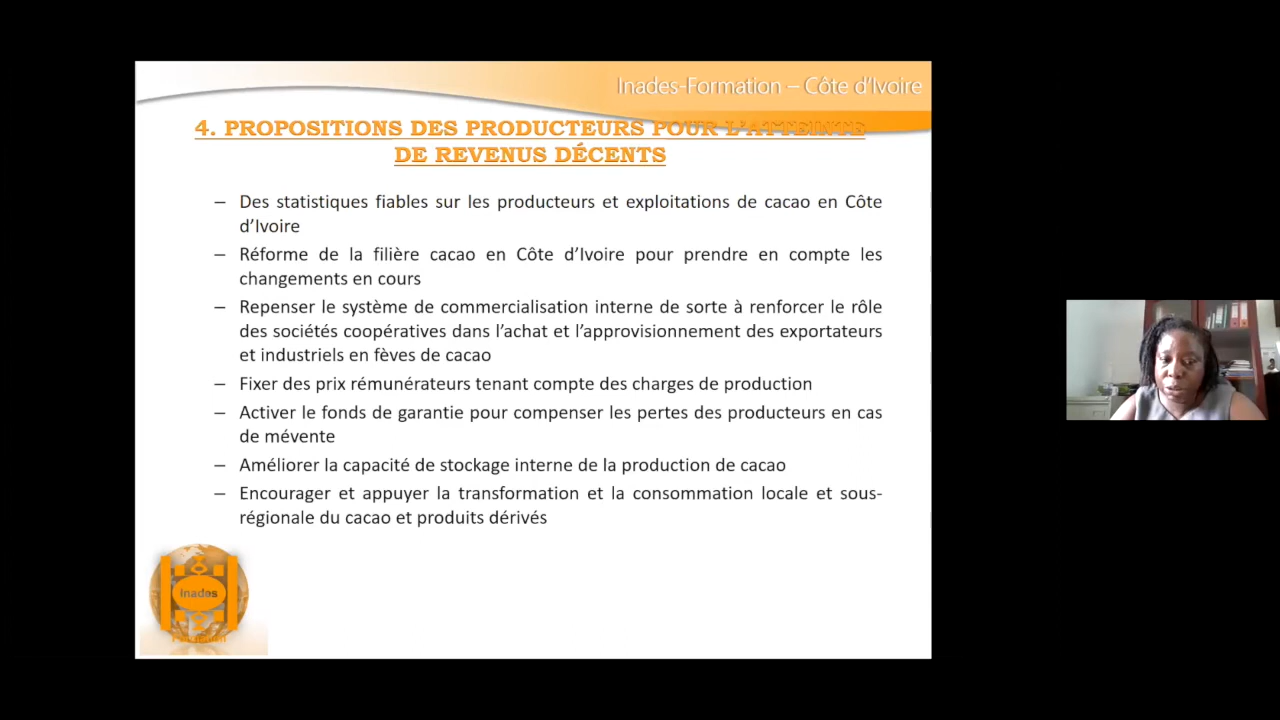 Inades-Formation – Côte d'Ivoire
4. PROPOSITIONS DES PRODUCTEURS POUR L'ATTEINTE
DE REVENUS DÉCENTS
– Des statistiques fiables sur les producteurs et exploitations de cacao en Côte
d'Ivoire
– Réforme de la filière cacao en Côte d'Ivoire pour prendre en compte les
changements en cours
– Repenser le système de commercialisation interne de sorte à renforcer le rôle
des sociétés coopératives dans l'achat et l'approvisionnement des exportateurs
et industriels en fèves de cacao
– Fixer des prix rémunérateurs tenant compte des charges de production
– Activer le fonds de garantie pour compenser les pertes des producteurs en cas
de mévente
– Améliorer la capacité de stockage interne de la production de cacao
– Encourager et appuyer la transformation et la consommation locale et sous-
régionale du cacao et produits dérivés
Inades